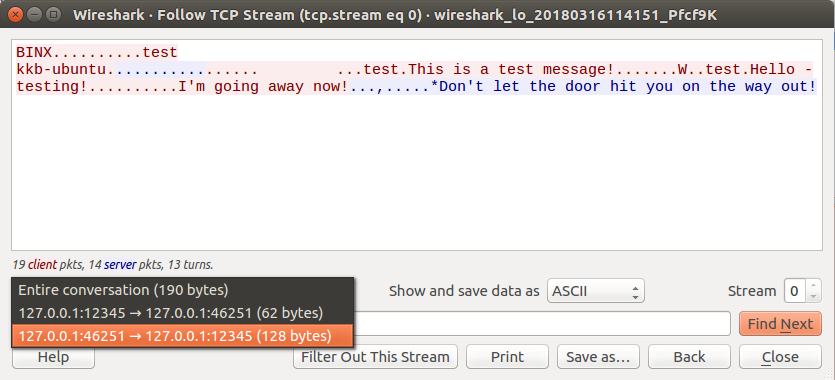 Wireshark · Follow TCP Stream (tcp.stream eq 0) · wireshark_lo_20180316114151_Pfcf9K
BINX..........test
kkb-ubuntu.................      ...test.This is a test message!.......W..test.Hello -
testing!..........I'm going away now!...,.....*Don't let the door hit you on the way out!
19 client pkts, 14 server pkts, 13 turns.
Entire conversation (190 bytes)
Show and save data as ASCII
Stream 0
127.0.0.1:12345 → 127.0.0.1:46251 (62 bytes)
127.0.0.1:46251 → 127.0.0.1:12345 (128 bytes)
Find Next
Help
Filter Out This Stream
Print
Save as…
Back
Close